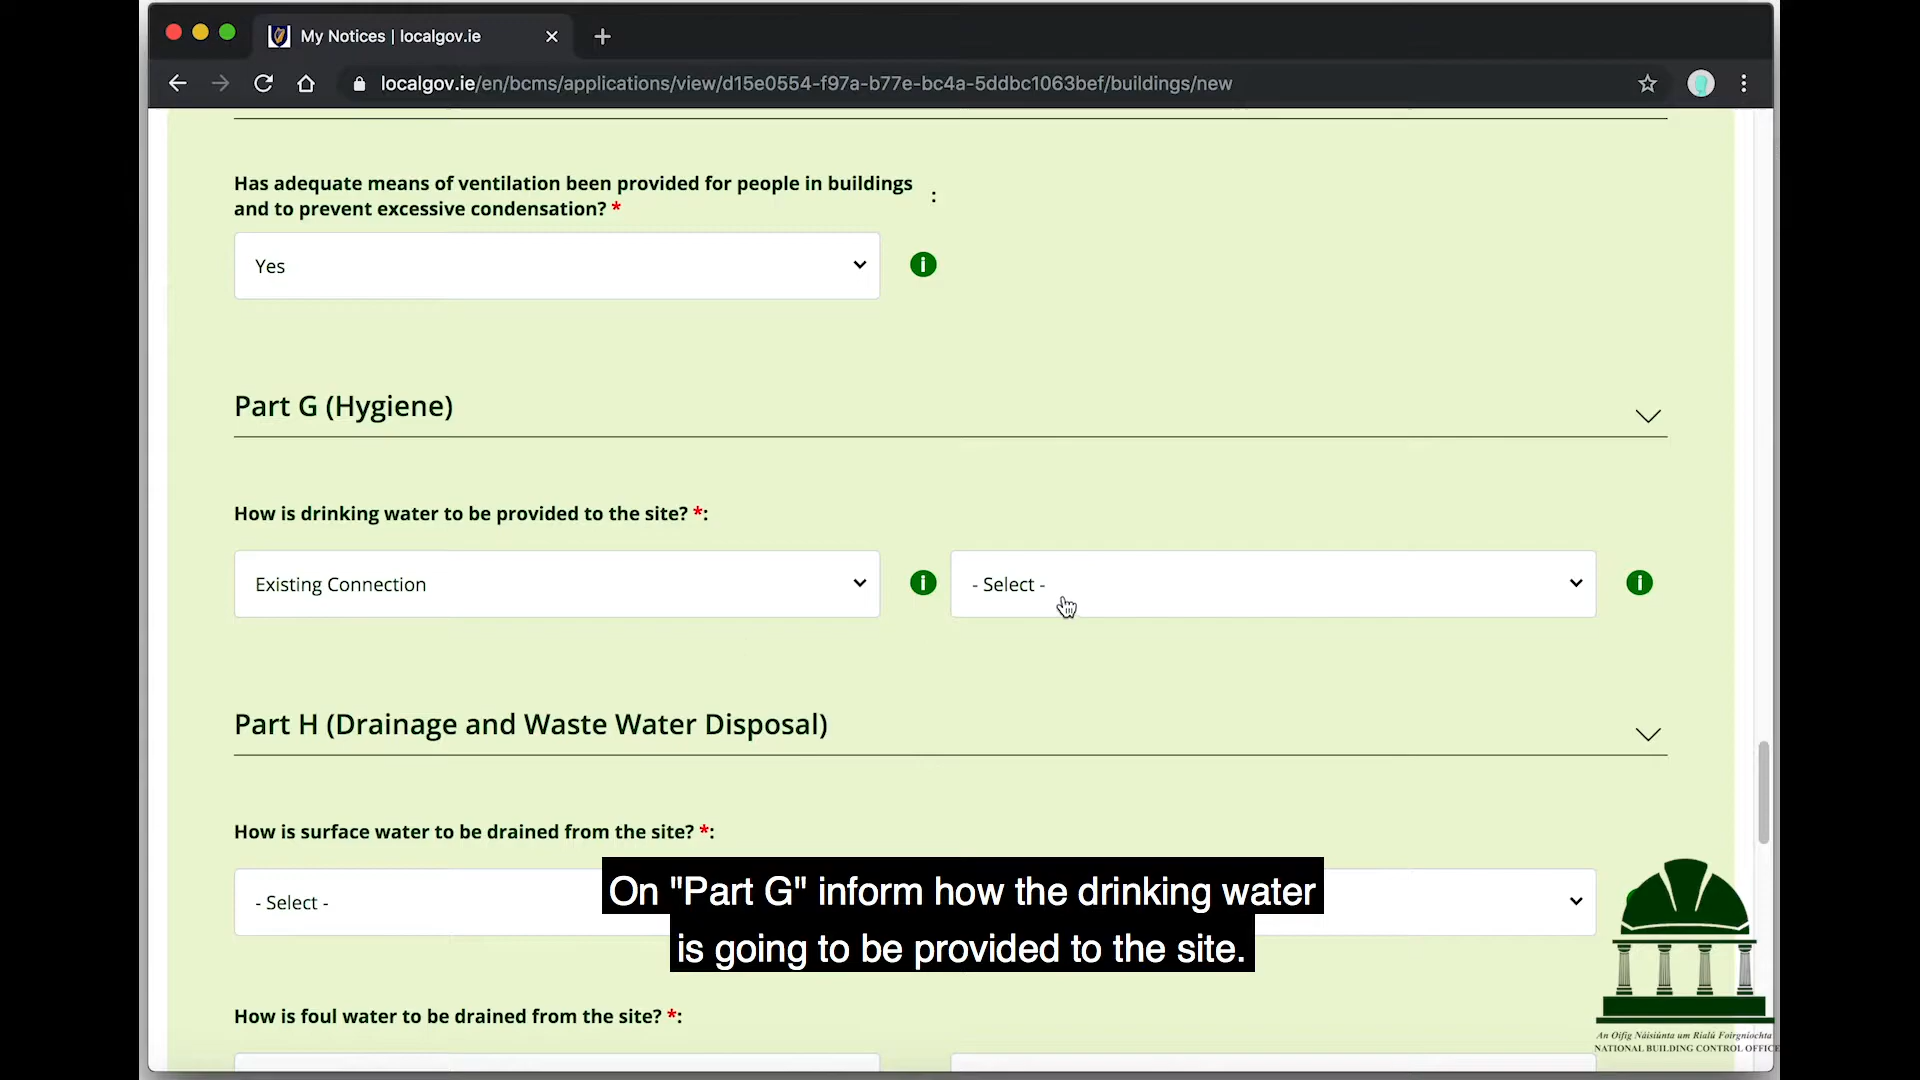 My Notices | localgov.ie
localgov.ie/en/bcms/applications/view/d15e0554-f97a-b77e-bc4a-5ddbc1063bef/buildings/new
Has adequate means of ventilation been provided for people in buildings
and to prevent excessive condensation? * :
Yes
Part G (Hygiene)
How is drinking water to be provided to the site? *:
Existing Connection
- Select -
Part H (Drainage and Waste Water Disposal)
How is surface water to be drained from the site? *:
- Select -
On "Part G" inform how the drinking water
is going to be provided to the site.
How is foul water to be drained from the site? *:
An Oifig Náisiúnta um Rialú Foirgníochta
NATIONAL BUILDING CONTROL OFFICE